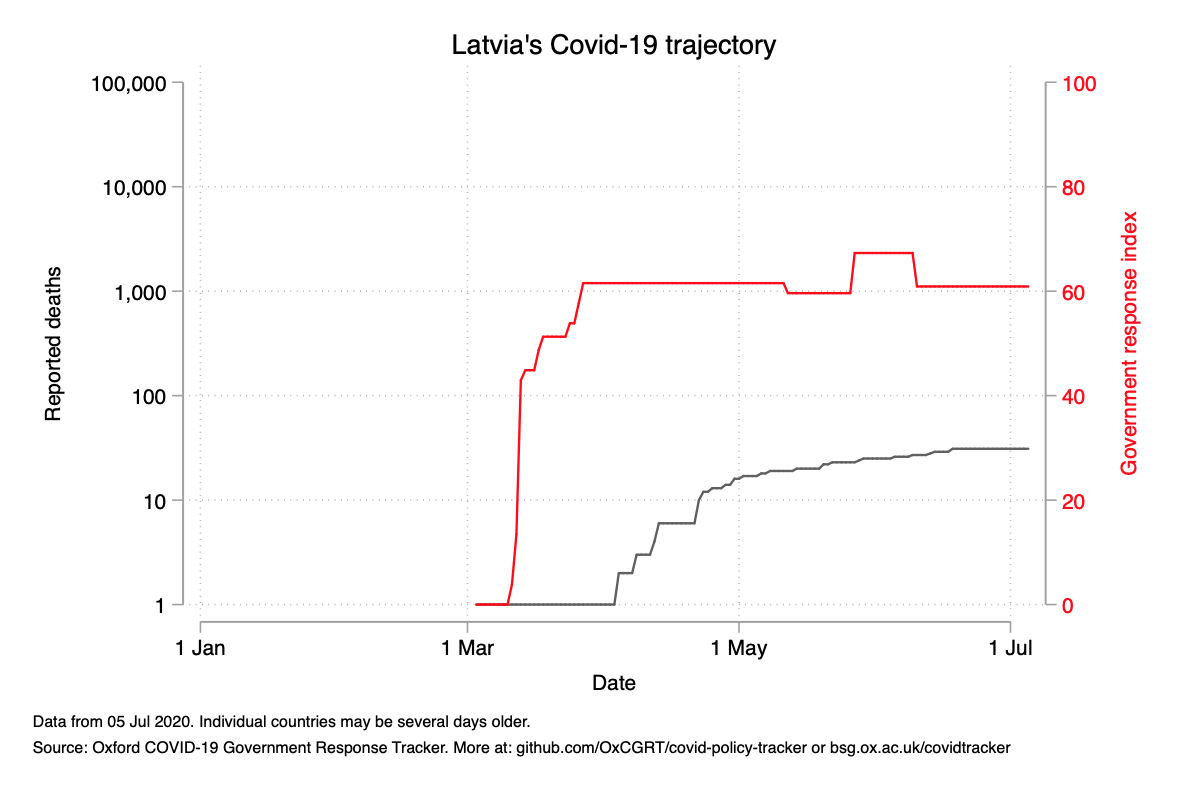 Latvia's Covid-19 trajectory
100,000
10,000
1,000
100
10
1
Reported deaths
100
80
60
40
20
0
Government response index
1 Jan
1 Mar
1 May
1 Jul
Date
Data from 05 Jul 2020. Individual countries may be several days older.
Source: Oxford COVID-19 Government Response Tracker. More at: github.com/OxCGRT/covid-policy-tracker or bsg.ox.ac.uk/covidtracker